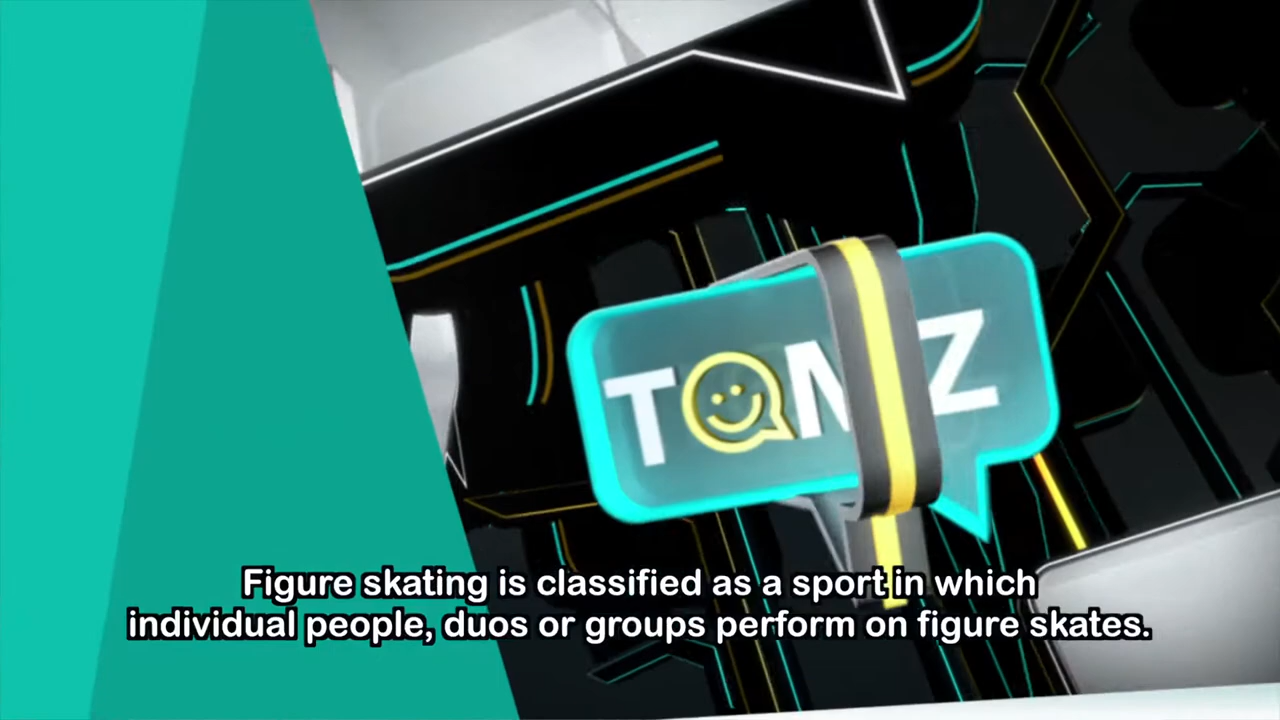 Figure skating is classified as a sport in which
individual people, duos or groups perform on figure skates.